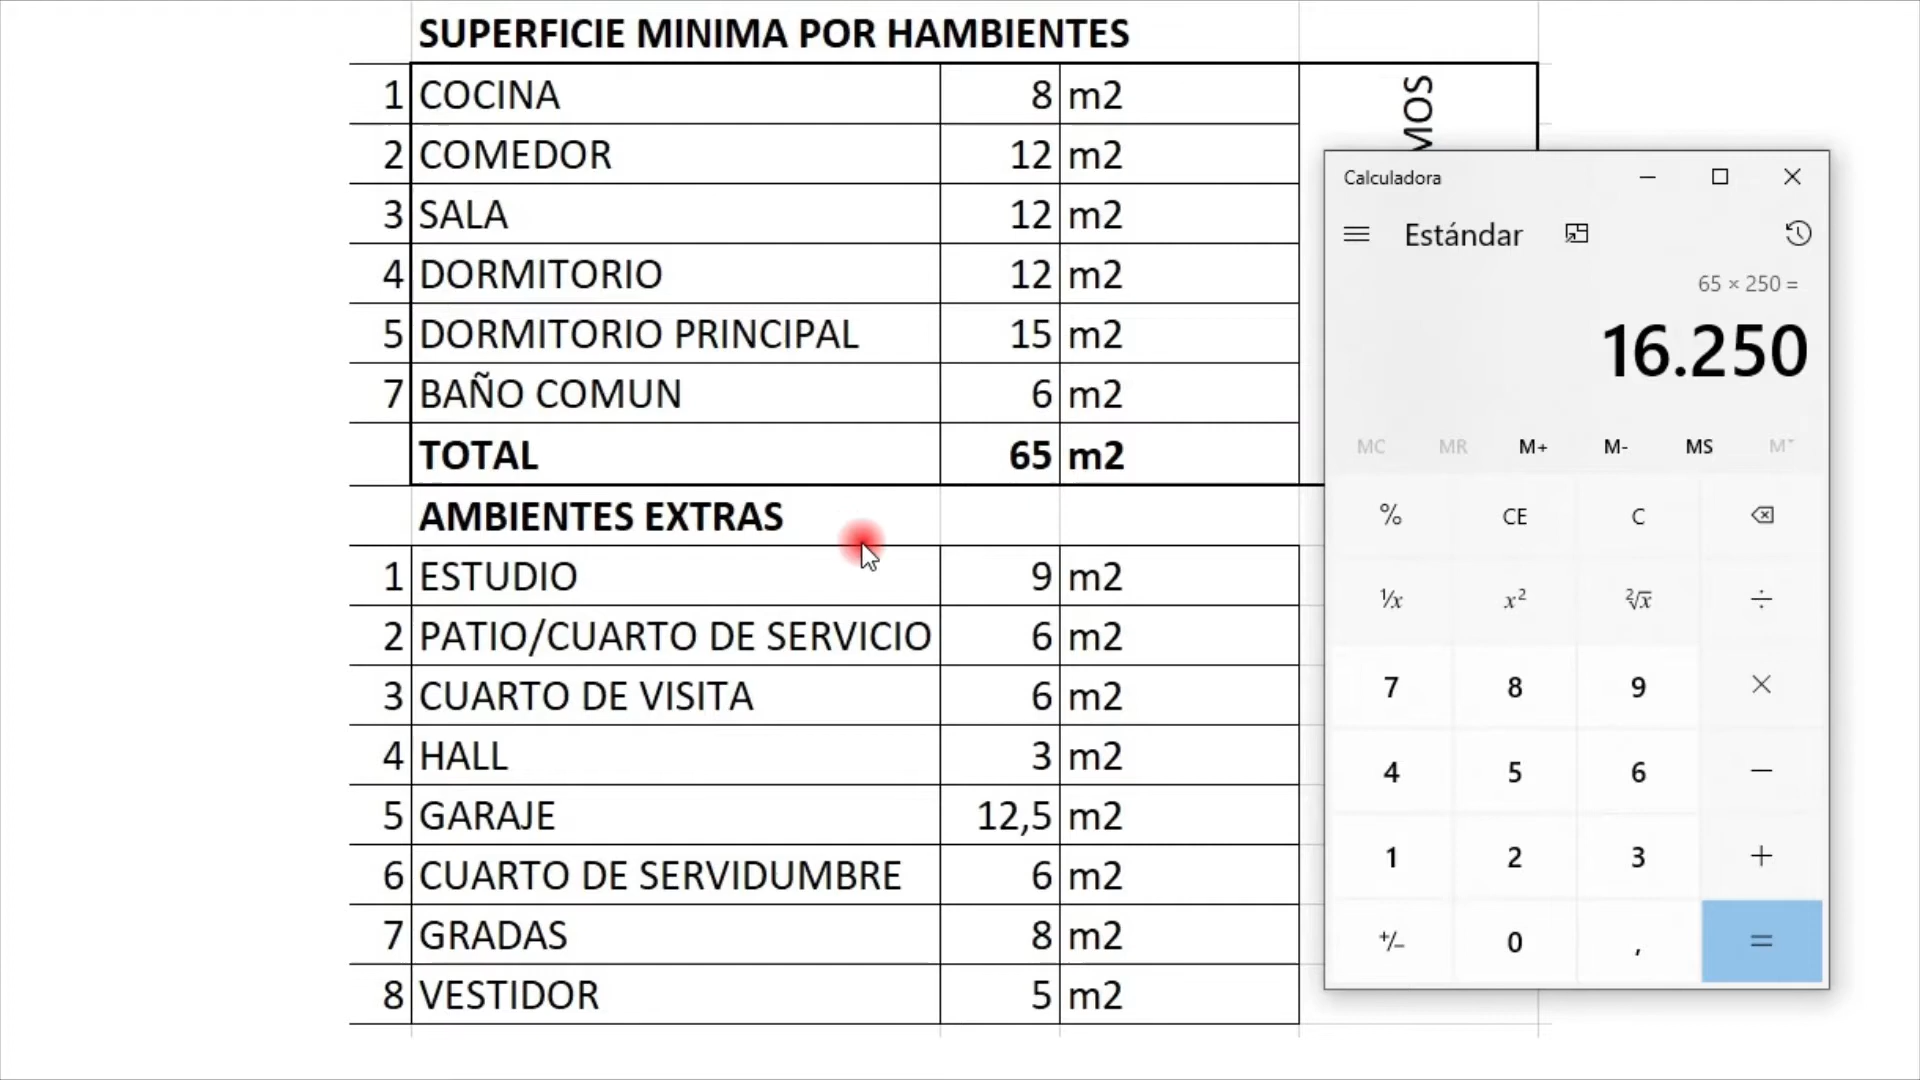 SUPERFICIE MINIMA POR HAMBIENTES
1 COCINA 8 m2
2 COMEDOR 12 m2
3 SALA 12 m2
4 DORMITORIO 12 m2
5 DORMITORIO PRINCIPAL 15 m2
7 BAÑO COMUN 6 m2
TOTAL 65 m2
AMBIENTES EXTRAS
1 ESTUDIO 9 m2
2 PATIO/CUARTO DE SERVICIO 6 m2
3 CUARTO DE VISITA 6 m2
4 HALL 3 m2
5 GARAJE 12,5 m2
6 CUARTO DE SERVIDUMBRE 6 m2
7 GRADAS 8 m2
8 VESTIDOR 5 m2
Calculadora
Estándar
65 × 250 =
16.250
MC MR M+ M- MS M˅
% CE C
⅟x x² ²√x ÷
7 8 9 ×
4 5 6 −
1 2 3 +
+/− 0 , =